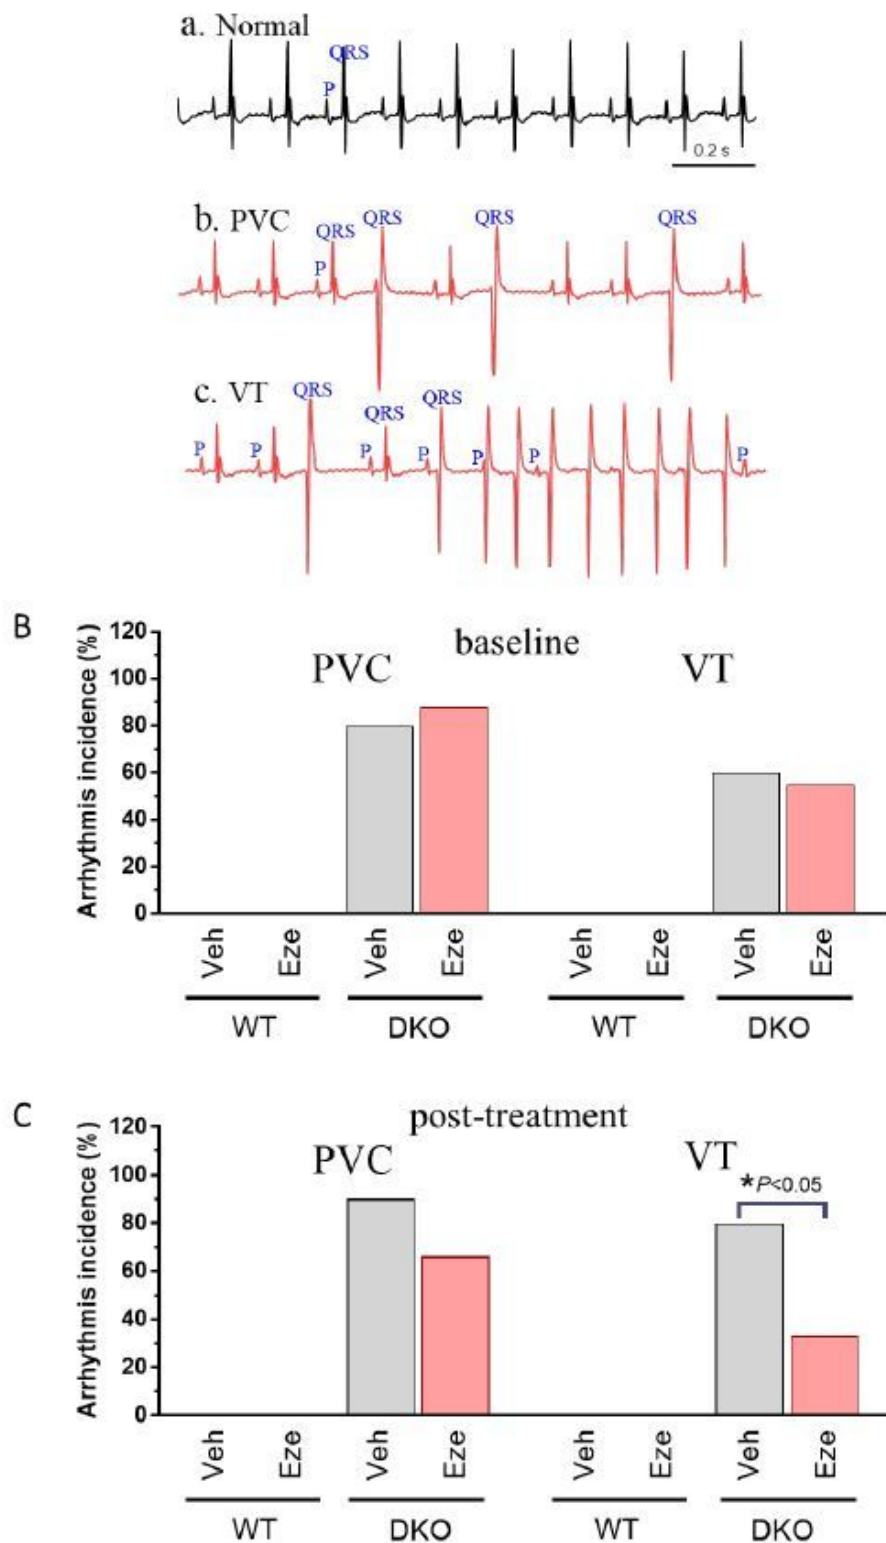 a. Normal
QRS
P
0.2 s
b. PVC
QRS
QRS
QRS
QRS
P
c. VT
QRS
QRS
QRS
P
P
P
P
P
P
P
B
Arrhythmis incidence (%)
120
100
80
60
40
20
0
baseline
PVC
VT
Veh
Eze
Veh
Eze
Veh
Eze
Veh
Eze
WT
DKO
WT
DKO
C
Arrhythmis incidence (%)
120
100
80
60
40
20
0
post-treatment
PVC
VT
*P<0.05
Veh
Eze
Veh
Eze
Veh
Eze
Veh
Eze
WT
DKO
WT
DKO